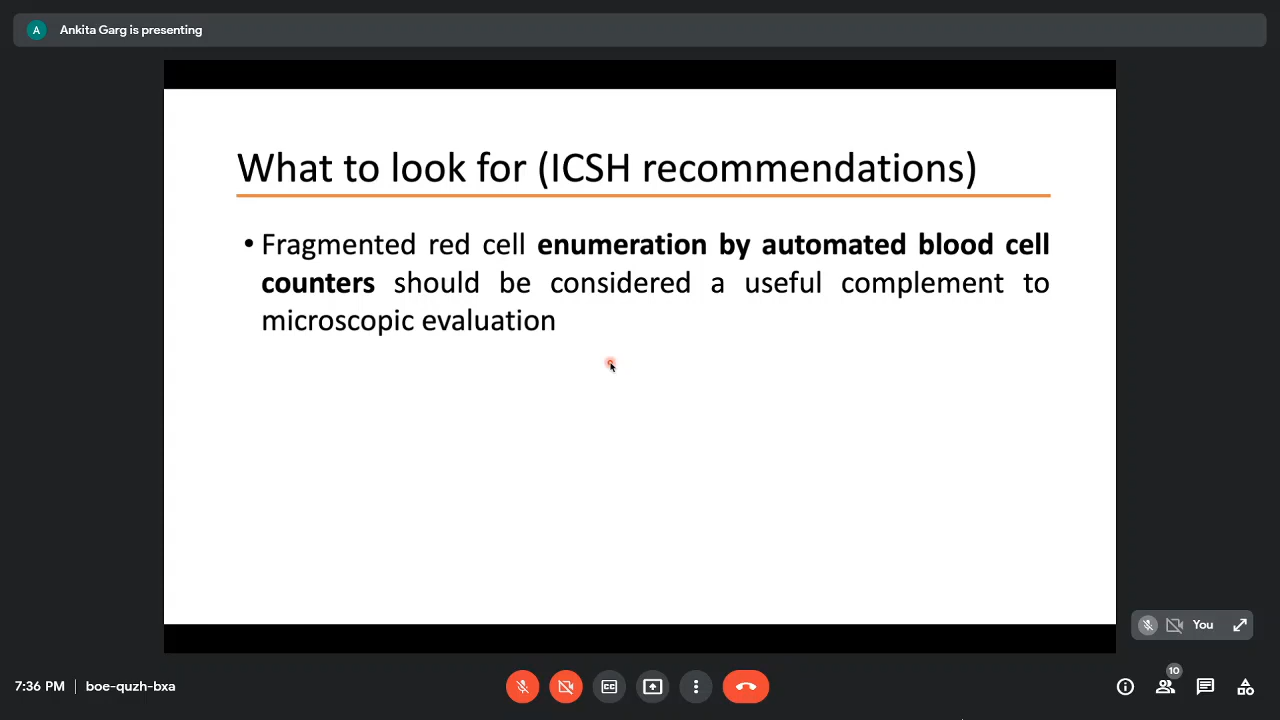 A Ankita Garg is presenting
What to look for (ICSH recommendations)
• Fragmented red cell enumeration by automated blood cell
counters should be considered a useful complement to
microscopic evaluation
You
10
7:36 PM | boe-quzh-bxa
CC